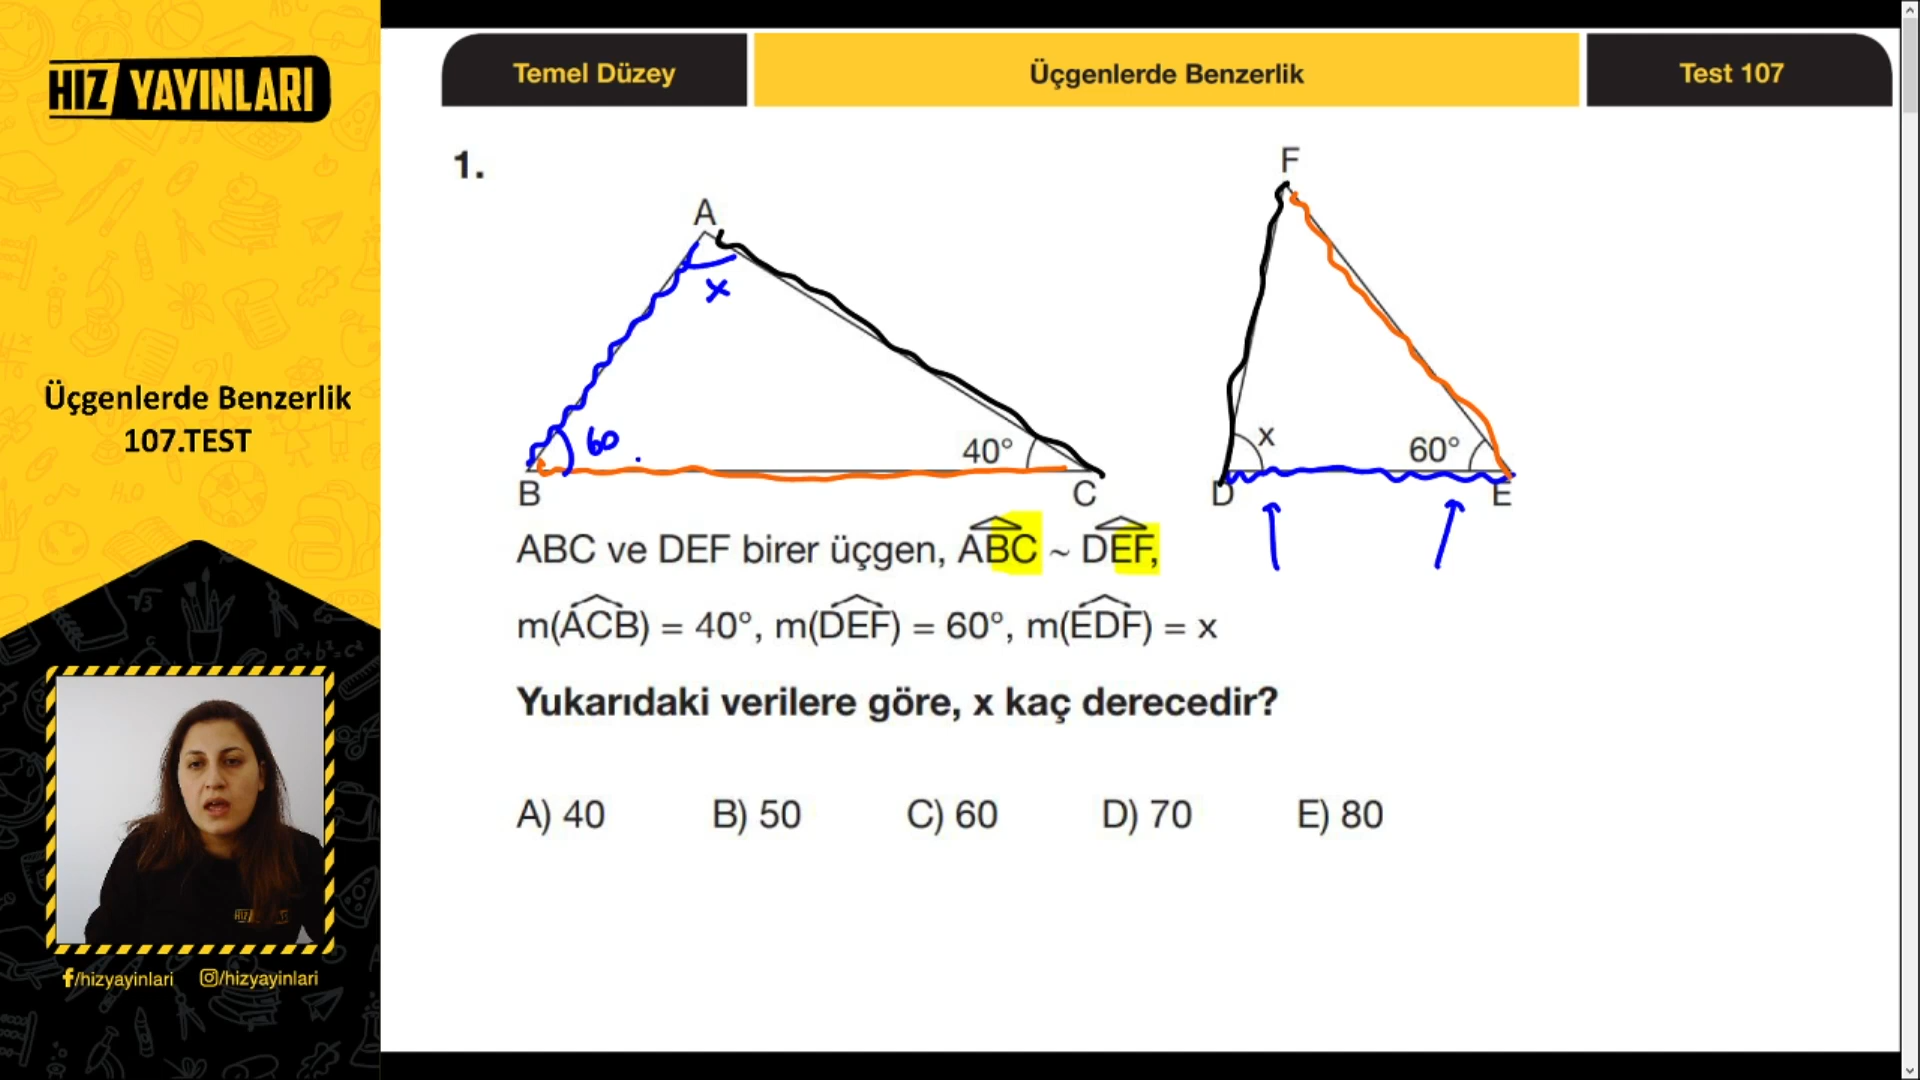 HIZ YAYINLARI
Üçgenlerde Benzerlik
107.TEST
f/hizyayinlari
/hizyayinlari
Temel Düzey
Üçgenlerde Benzerlik
Test 107
1.
A
x
60
40°
B
C
F
x
60°
D
E
ABC ve DEF birer üçgen, ABC ~ DEF,
m(ACB) = 40°, m(DEF) = 60°, m(EDF) = x
Yukarıdaki verilere göre, x kaç derecedir?
A) 40 B) 50 C) 60 D) 70 E) 80